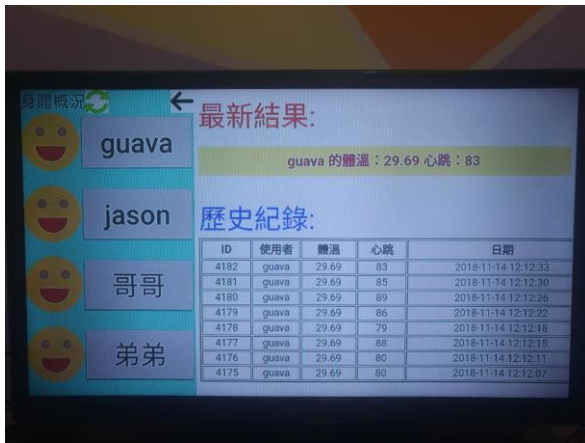 身體概況
guava
jason
哥哥
弟弟
最新結果:
guava 的體溫：29.69 心跳：83
歷史紀錄:
ID 使用者 體溫 心跳 日期
4182 guava 29.69 83 2018-11-14 12:12:33
4181 guava 29.69 85 2018-11-14 12:12:30
4180 guava 29.69 89 2018-11-14 12:12:26
4179 guava 29.69 86 2018-11-14 12:12:22
4178 guava 29.69 79 2018-11-14 12:12:18
4177 guava 29.69 88 2018-11-14 12:12:15
4176 guava 29.69 80 2018-11-14 12:12:11
4175 guava 29.69 80 2018-11-14 12:12:07